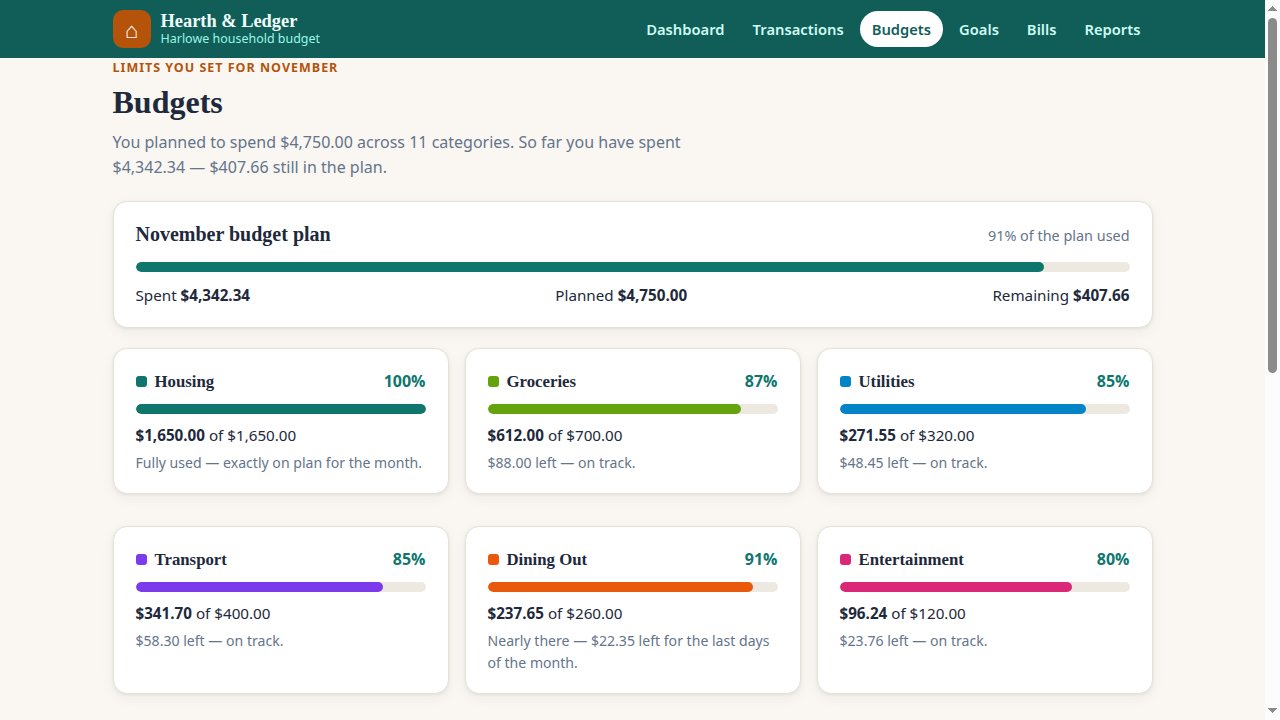 Hearth & Ledger
Harlowe household budget
Dashboard
Transactions
Budgets
Goals
Bills
Reports
LIMITS YOU SET FOR NOVEMBER
Budgets
You planned to spend $4,750.00 across 11 categories. So far you have spent
$4,342.34 — $407.66 still in the plan.
November budget plan
91% of the plan used
Spent $4,342.34
Planned $4,750.00
Remaining $407.66
Housing
100%
$1,650.00 of $1,650.00
Fully used — exactly on plan for the month.
Groceries
87%
$612.00 of $700.00
$88.00 left — on track.
Utilities
85%
$271.55 of $320.00
$48.45 left — on track.
Transport
85%
$341.70 of $400.00
$58.30 left — on track.
Dining Out
91%
$237.65 of $260.00
Nearly there — $22.35 left for the last days
of the month.
Entertainment
80%
$96.24 of $120.00
$23.76 left — on track.